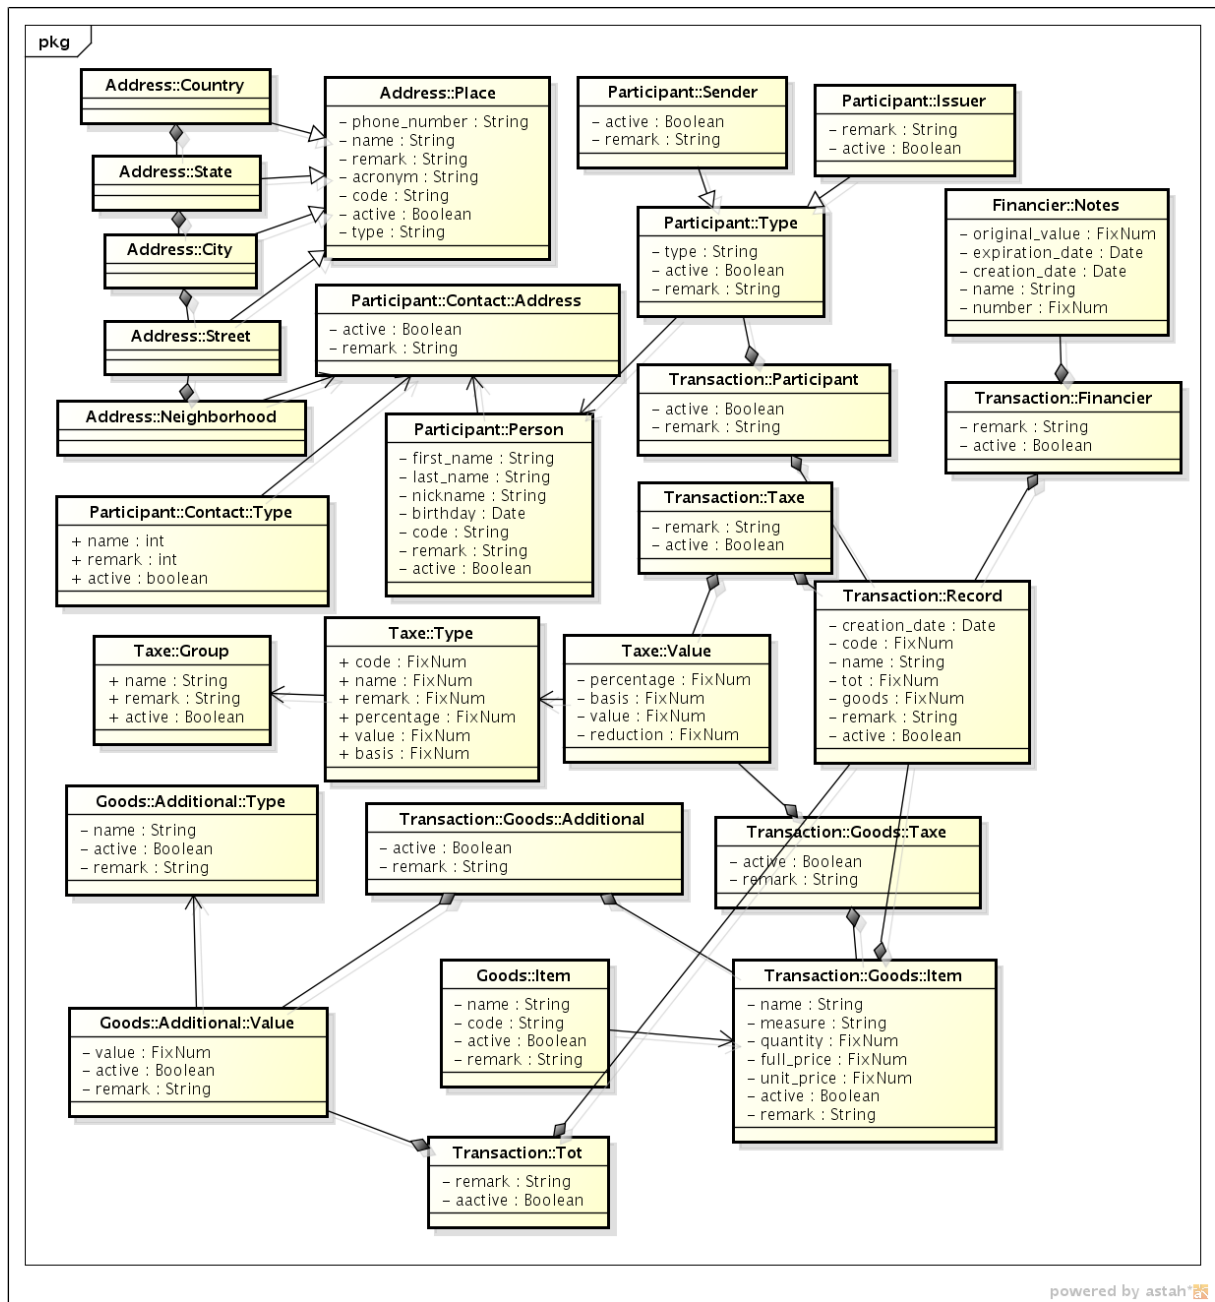 pkg
Address::Country
Address::State
Address::City
Address::Street
Address::Neighborhood
Address::Place
- phone_number : String
- name : String
- remark : String
- acronym : String
- code : String
- active : Boolean
- type : String
Participant::Sender
- active : Boolean
- remark : String
Participant::Issuer
- remark : String
- active : Boolean
Participant::Type
- type : String
- active : Boolean
- remark : String
Financier::Notes
- original_value : FixNum
- expiration_date : Date
- creation_date : Date
- name : String
- number : FixNum
Participant::Contact::Address
- active : Boolean
- remark : String
Transaction::Participant
- active : Boolean
- remark : String
Transaction::Financier
- remark : String
- active : Boolean
Participant::Person
- first_name : String
- last_name : String
- nickname : String
- birthday : Date
- code : String
- remark : String
- active : Boolean
Participant::Contact::Type
+ name : int
+ remark : int
+ active : boolean
Transaction::Taxe
- remark : String
- active : Boolean
Transaction::Record
- creation_date : Date
- code : FixNum
- name : String
- tot : FixNum
- goods : FixNum
- remark : String
- active : Boolean
Taxe::Group
+ name : String
+ remark : String
+ active : Boolean
Taxe::Type
+ code : FixNum
+ name : FixNum
+ remark : FixNum
+ percentage : FixNum
+ value : FixNum
+ basis : FixNum
Taxe::Value
- percentage : FixNum
- basis : FixNum
- value : FixNum
- reduction : FixNum
Goods::Additional::Type
- name : String
- active : Boolean
- remark : String
Transaction::Goods::Additional
- active : Boolean
- remark : String
Transaction::Goods::Taxe
- active : Boolean
- remark : String
Goods::Additional::Value
- value : FixNum
- active : Boolean
- remark : String
Goods::Item
- name : String
- code : String
- active : Boolean
- remark : String
Transaction::Goods::Item
- name : String
- measure : String
- quantity : FixNum
- full_price : FixNum
- unit_price : FixNum
- active : Boolean
- remark : String
Transaction::Tot
- remark : String
- aactive : Boolean
powered by astah*